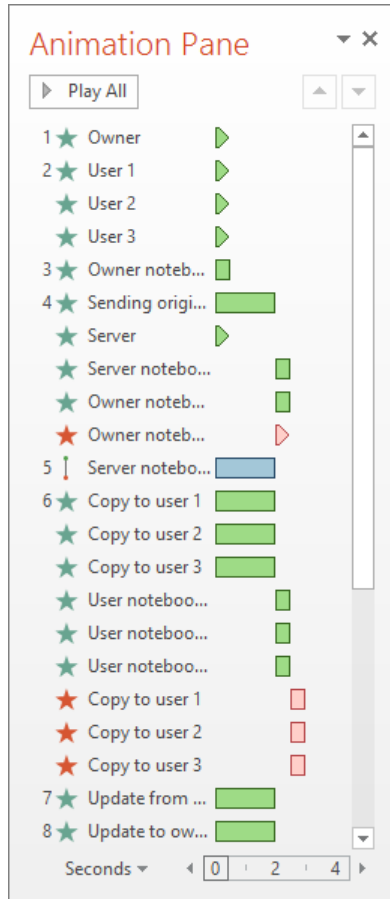 Animation Pane
Play All
1 Owner
2 User 1
User 2
User 3
3 Owner noteb...
4 Sending origi...
Server
Server notebo...
Owner noteb...
Owner noteb...
5 Server notebo...
6 Copy to user 1
Copy to user 2
Copy to user 3
User noteboo...
User noteboo...
User noteboo...
Copy to user 1
Copy to user 2
Copy to user 3
7 Update from ...
8 Update to ow...
Seconds 0 2 4